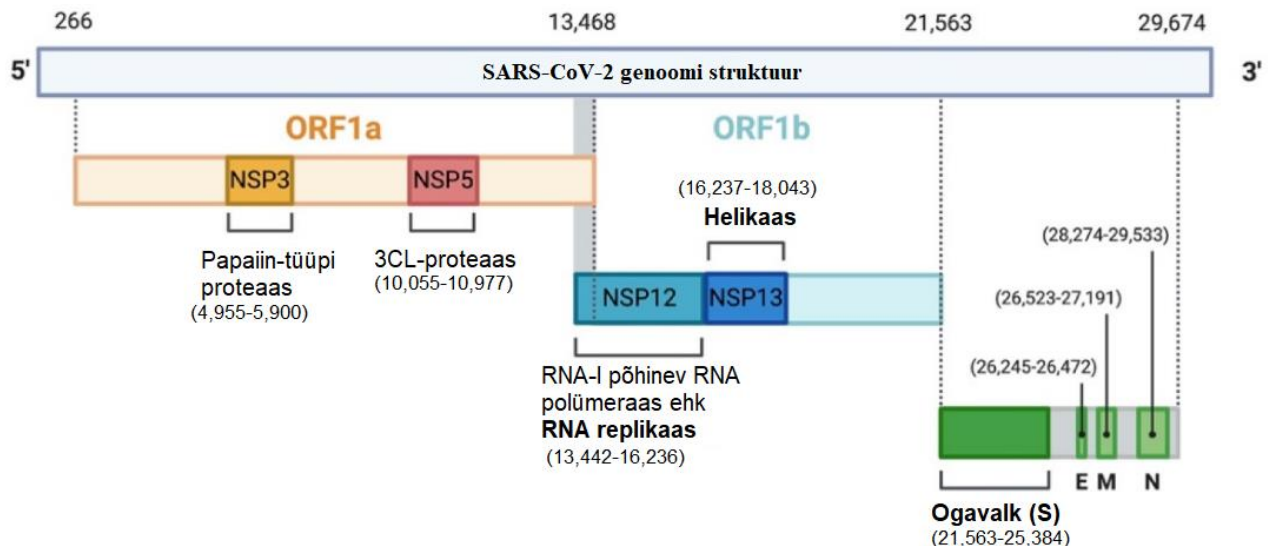 266 13,468 21,563 29,674
5' SARS-CoV-2 genoomi struktuur 3'
ORF1a ORF1b
NSP3 NSP5
(16,237-18,043)
Helikaas
Papaiin-tüüpi
proteaas
(4,955-5,900)
3CL-proteaas
(10,055-10,977)
(28,274-29,533)
(26,523-27,191)
NSP12 NSP13
(26,245-26,472)
RNA-I põhinev RNA
polümeraas ehk
RNA replikaas
(13,442-16,236)
E M N
Ogavalk (S)
(21,563-25,384)